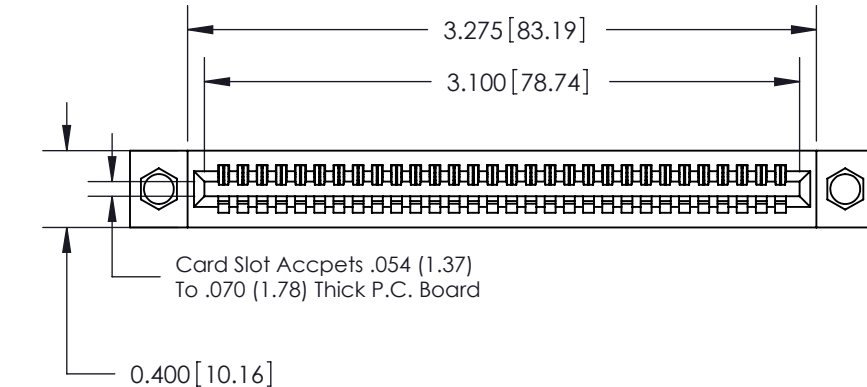 3.275[83.19]
3.100[78.74]
Card Slot Accpets .054 (1.37)
To .070 (1.78) Thick P.C. Board
0.400[10.16]